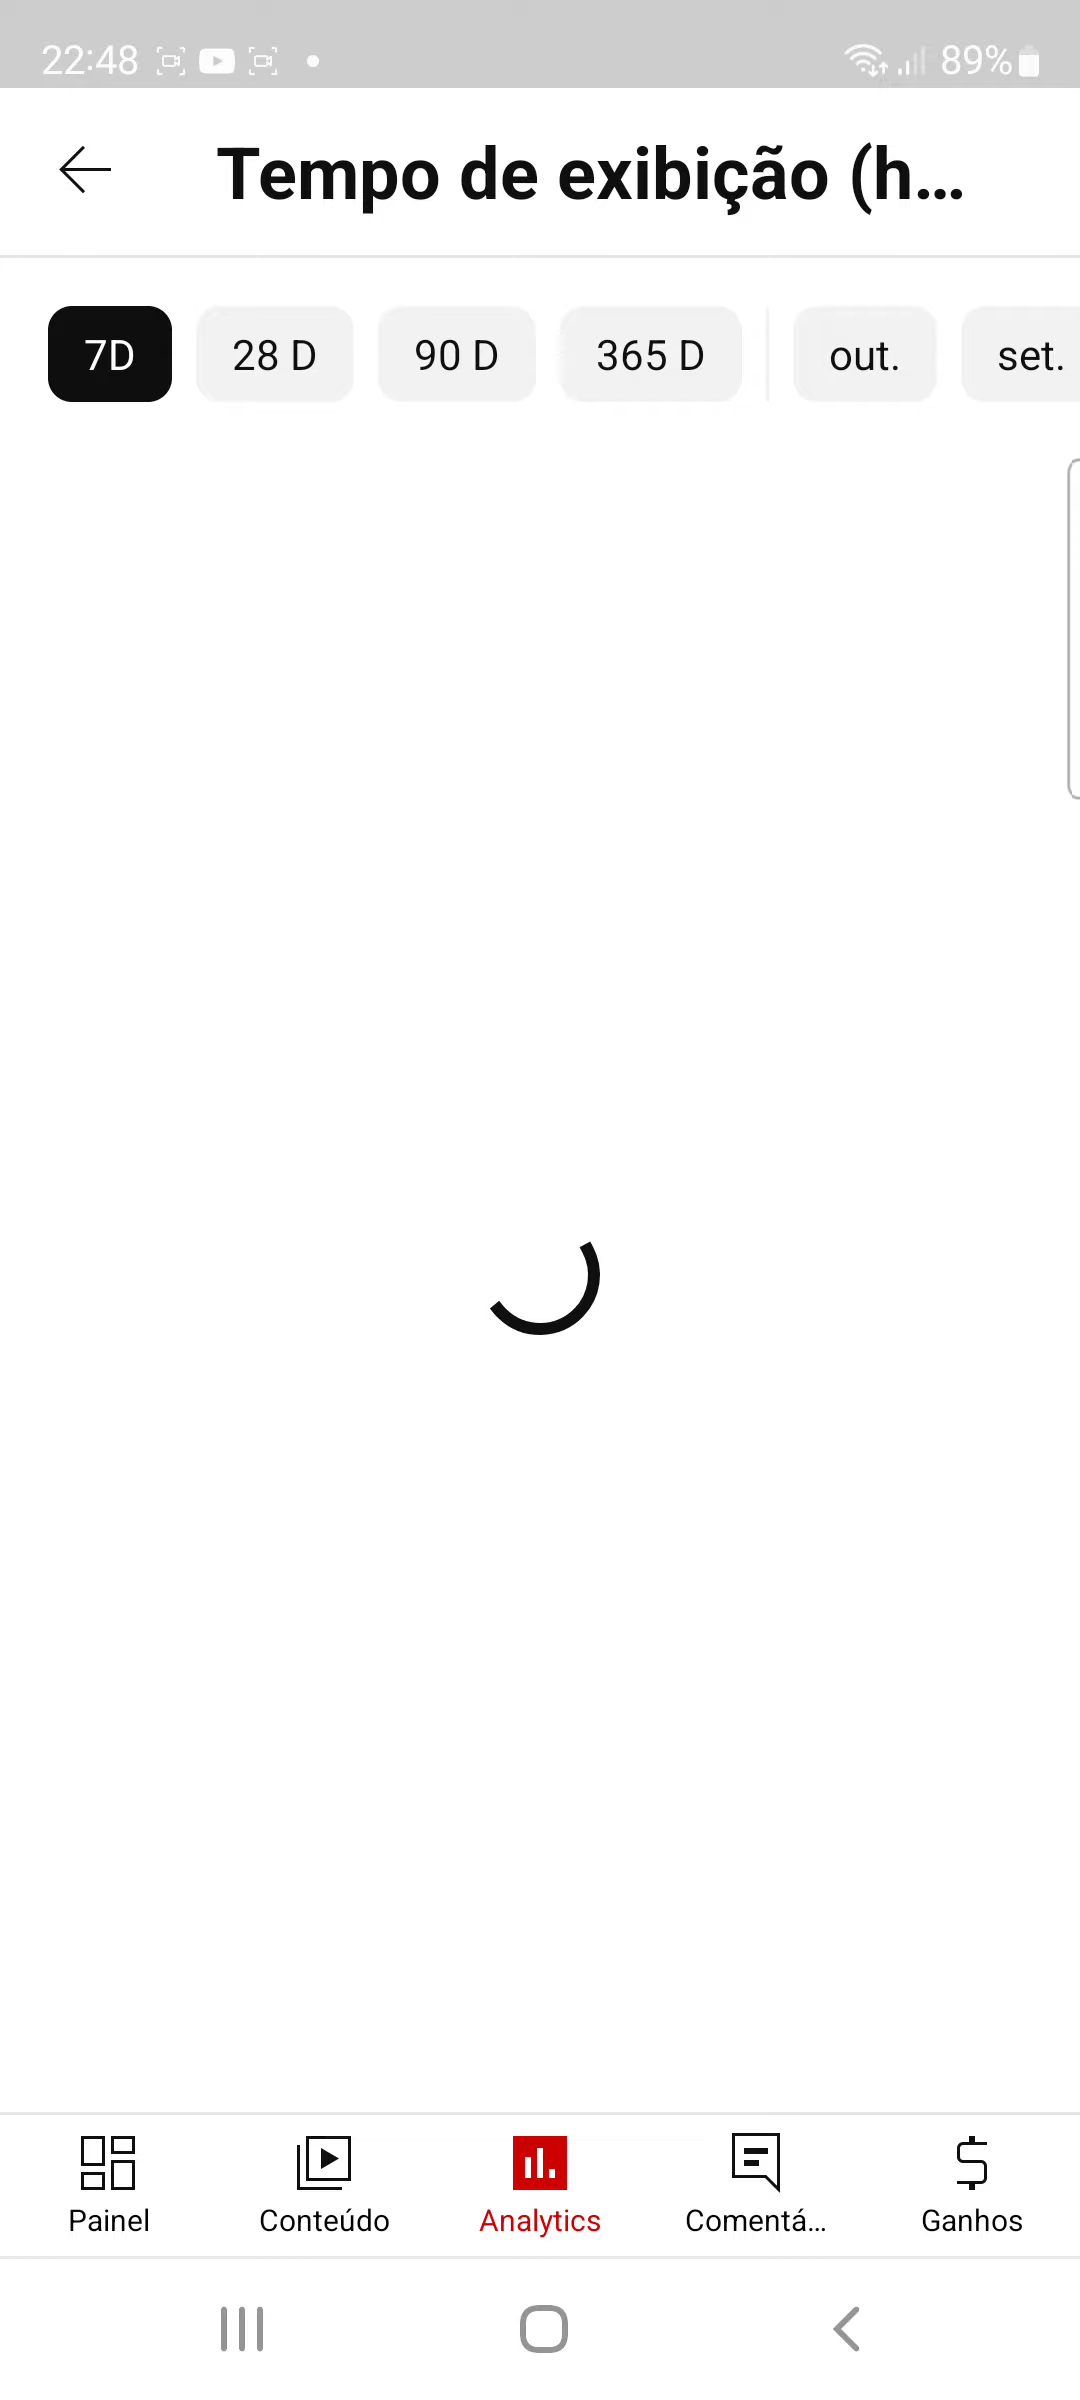 22:48
89%
Tempo de exibição (h...
7D
28 D
90 D
365 D
out.
set.
Painel
Conteúdo
Analytics
Comentá...
Ganhos